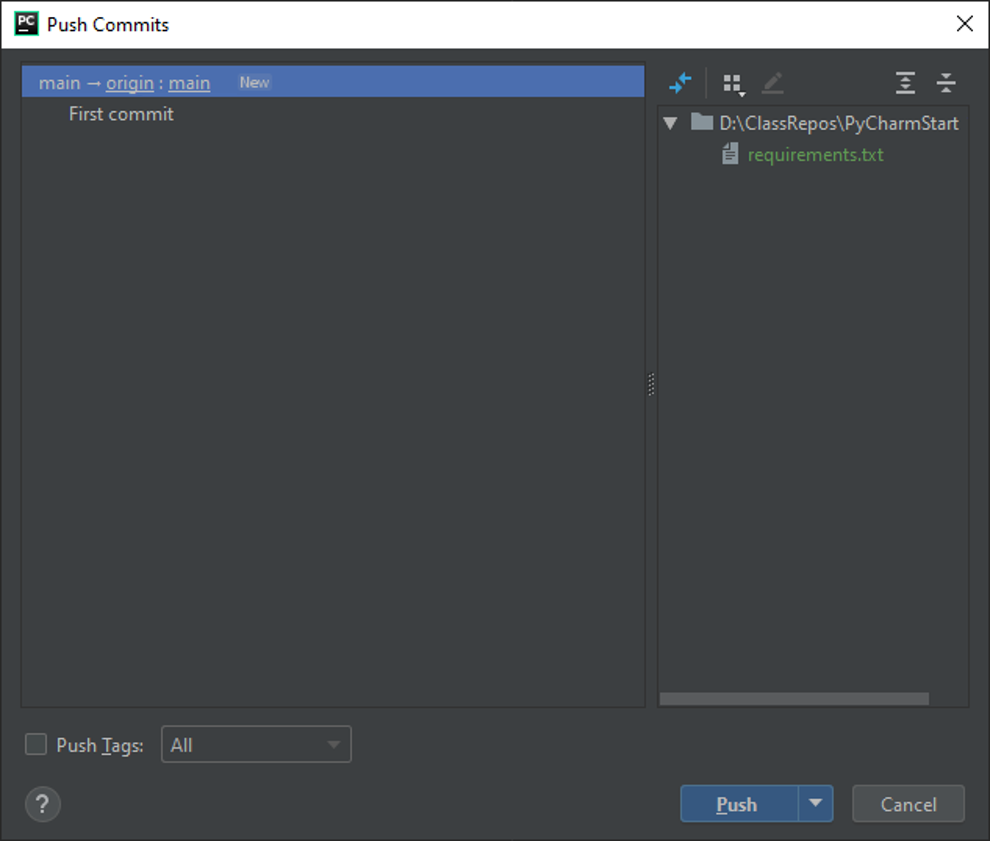 PC Push Commits
main → origin : main New
First commit
D:\ClassRepos\PyCharmStart
requirements.txt
Push Tags: All
?
Push Cancel